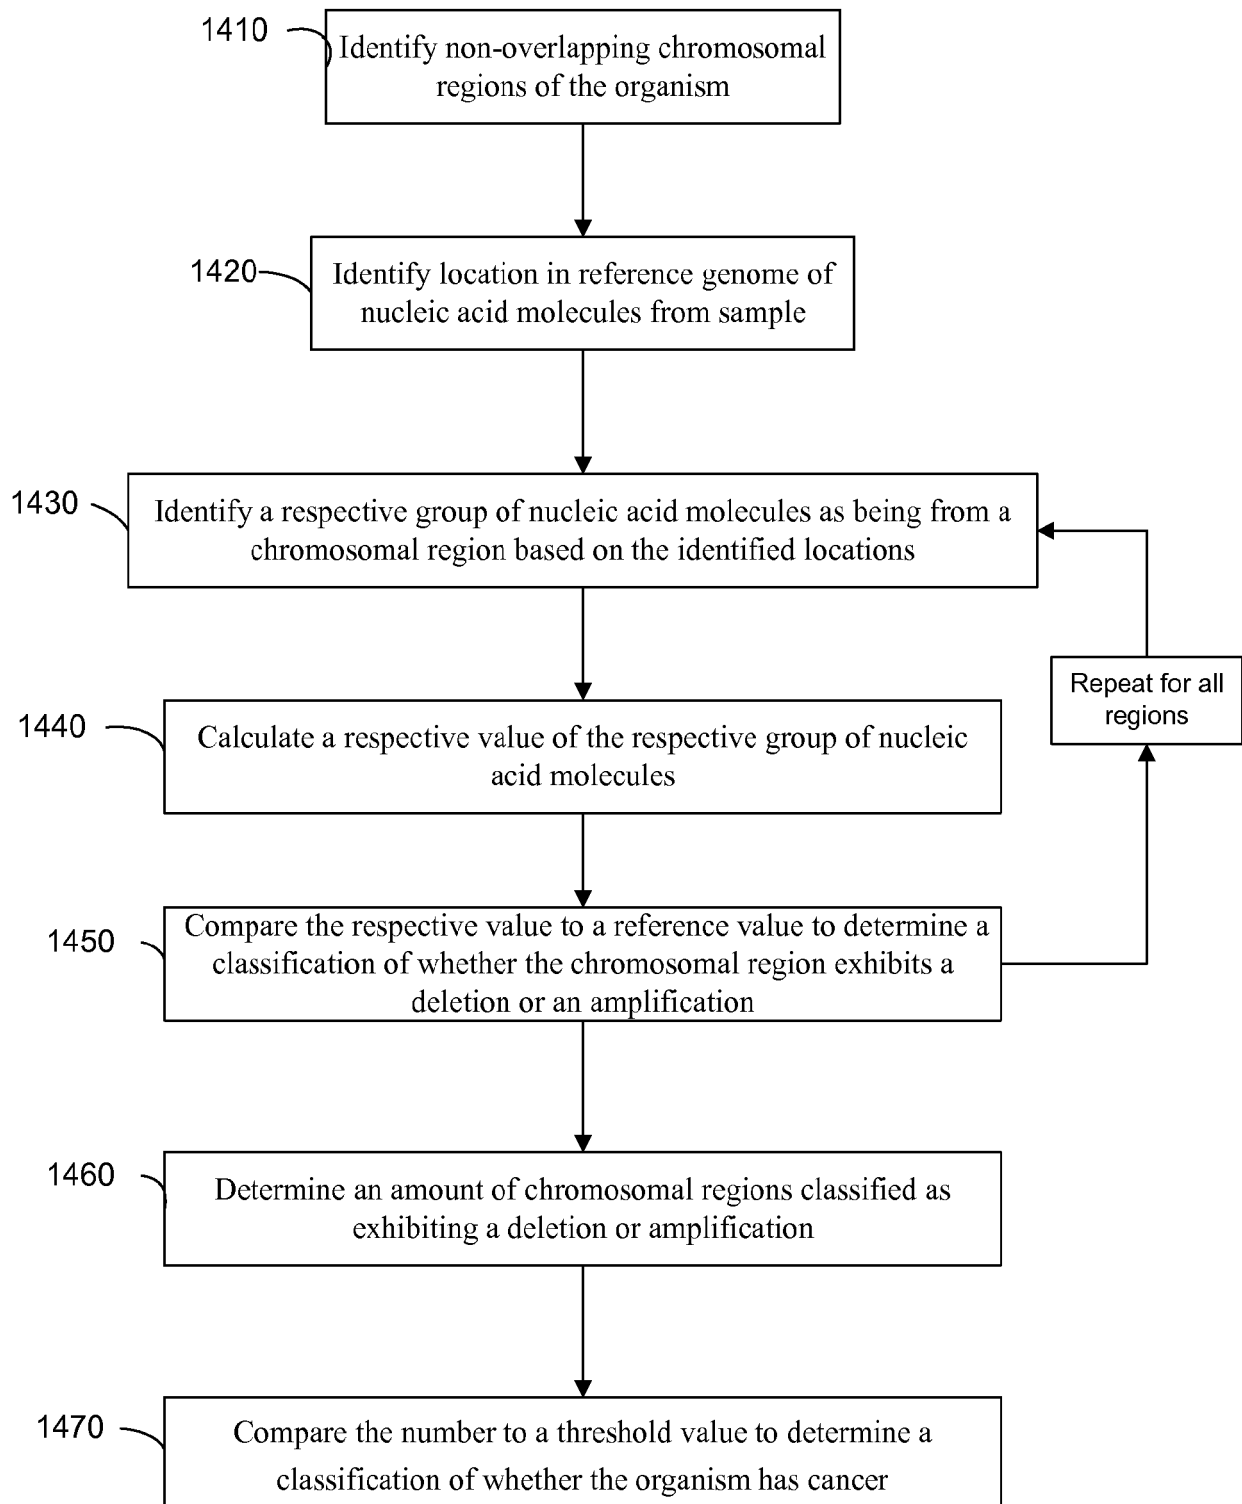 1410
Identify non-overlapping chromosomal
regions of the organism
1420
Identify location in reference genome of
nucleic acid molecules from sample
1430
Identify a respective group of nucleic acid molecules as being from a
chromosomal region based on the identified locations
Repeat for all
regions
1440
Calculate a respective value of the respective group of nucleic
acid molecules
1450
Compare the respective value to a reference value to determine a
classification of whether the chromosomal region exhibits a
deletion or an amplification
1460
Determine an amount of chromosomal regions classified as
exhibiting a deletion or amplification
1470
Compare the number to a threshold value to determine a
classification of whether the organism has cancer